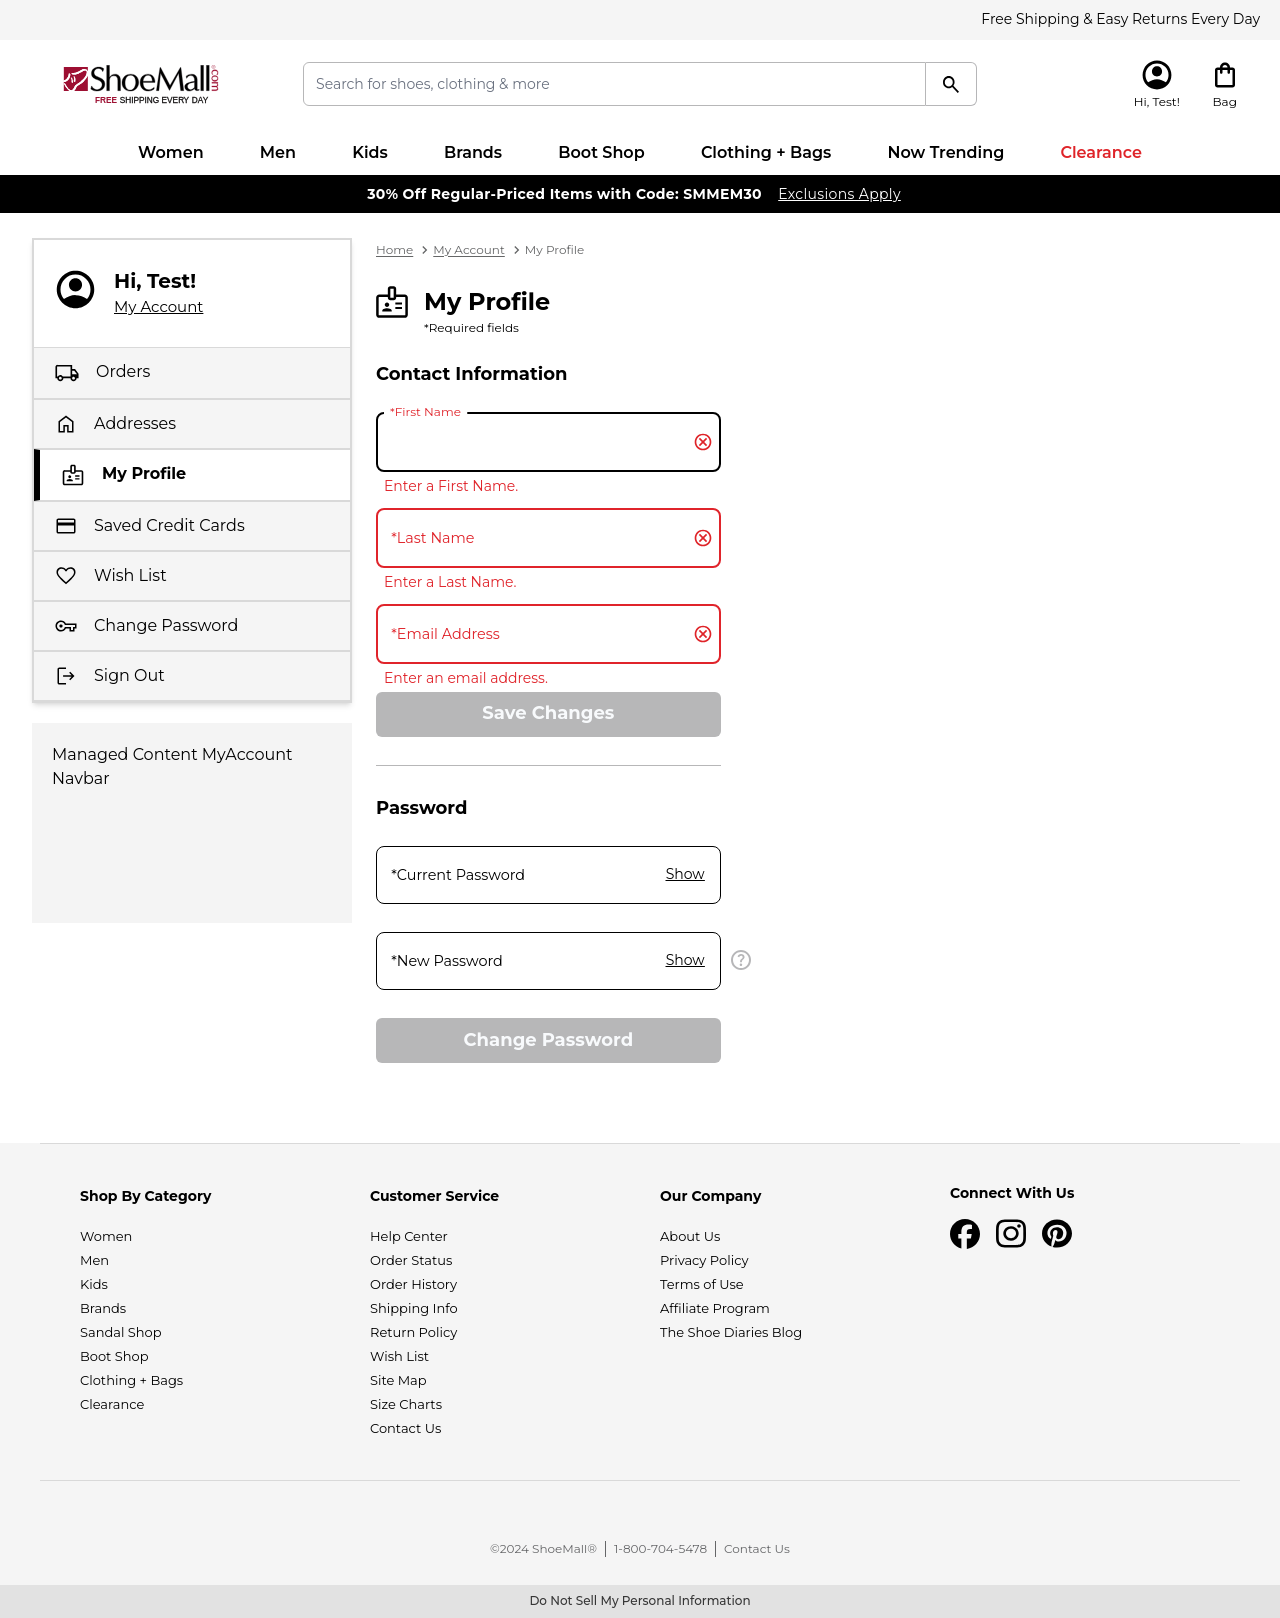 Free Shipping & Easy Returns Every Day
ShoeMall.com
FREE SHIPPING EVERY DAY
Search for shoes, clothing & more
Hi, Test!
Bag
Women Men Kids Brands Boot Shop Clothing + Bags Now Trending Clearance
30% Off Regular-Priced Items with Code: SMMEM30 Exclusions Apply
Hi, Test!
My Account
Orders
Addresses
My Profile
Saved Credit Cards
Wish List
Change Password
Sign Out
Managed Content MyAccount
Navbar
Home > My Account > My Profile
My Profile
*Required fields
Contact Information
*First Name
Enter a First Name.
*Last Name
Enter a Last Name.
*Email Address
Enter an email address.
Save Changes
Password
*Current Password Show
*New Password Show
Change Password
Shop By Category
Women
Men
Kids
Brands
Sandal Shop
Boot Shop
Clothing + Bags
Clearance
Customer Service
Help Center
Order Status
Order History
Shipping Info
Return Policy
Wish List
Site Map
Size Charts
Contact Us
Our Company
About Us
Privacy Policy
Terms of Use
Affiliate Program
The Shoe Diaries Blog
Connect With Us
©2024 ShoeMall® | 1-800-704-5478 | Contact Us
Do Not Sell My Personal Information